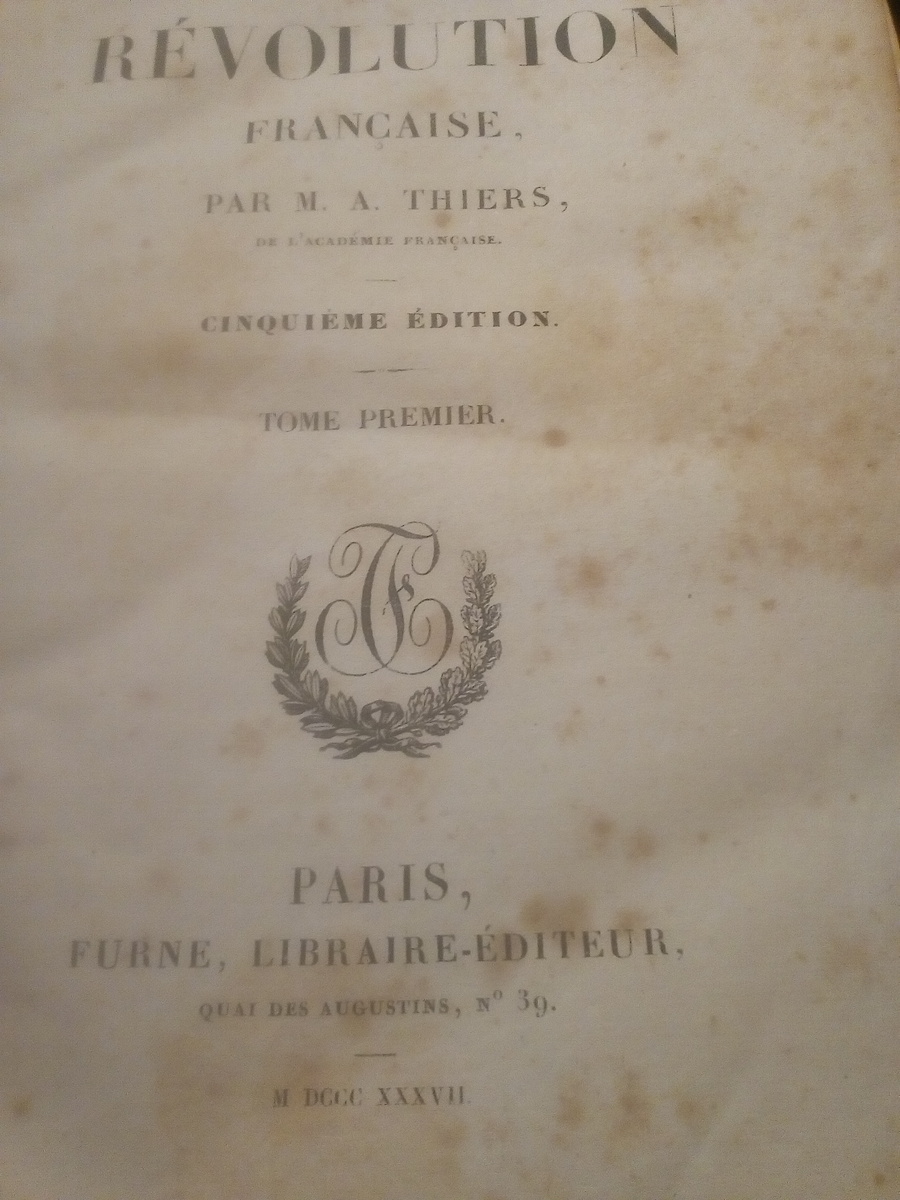 RÉVOLUTION
FRANÇAISE,
PAR M. A. THIERS,
DE L'ACADÉMIE FRANÇAISE.
CINQUIÈME ÉDITION.
TOME PREMIER.
PARIS,
FURNE, LIBRAIRE-ÉDITEUR,
QUAI DES AUGUSTINS, Nº 39.
M DCCC XXXVII.